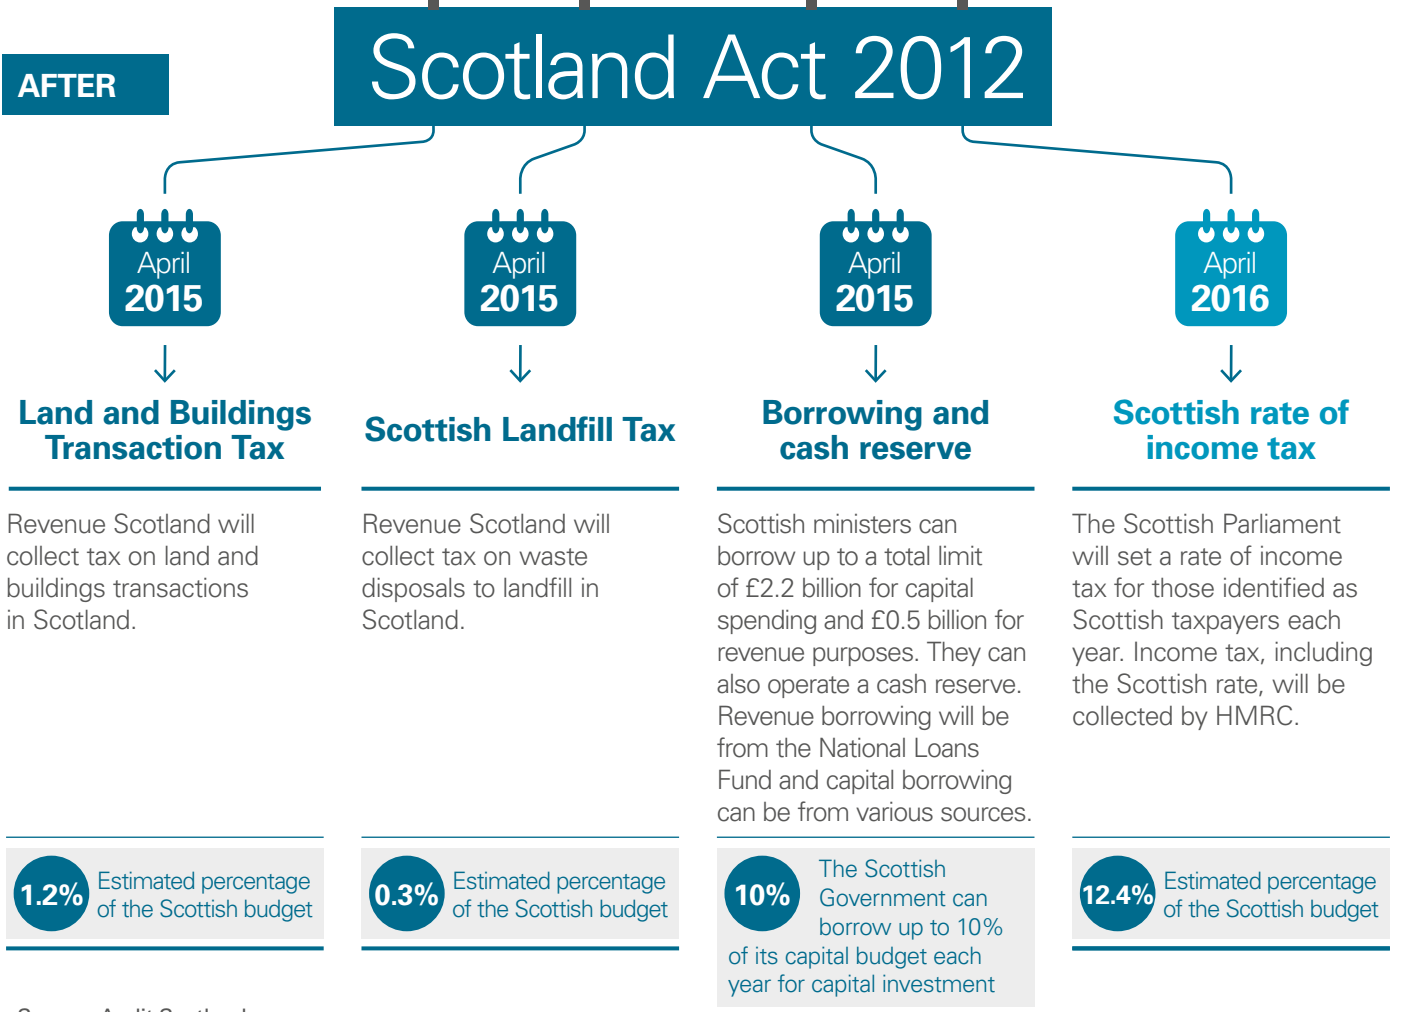 Scotland Act 2012
AFTER
April
2015
Land and Buildings
Transaction Tax
Revenue Scotland will
collect tax on land and
buildings transactions
in Scotland.
1.2%
Estimated percentage
of the Scottish budget
April
2015
Scottish Landfill Tax
Revenue Scotland will
collect tax on waste
disposals to landfill in
Scotland.
0.3%
Estimated percentage
of the Scottish budget
April
2015
Borrowing and
cash reserve
Scottish ministers can
borrow up to a total limit
of £2.2 billion for capital
spending and £0.5 billion for
revenue purposes. They can
also operate a cash reserve.
Revenue borrowing will be
from the National Loans
Fund and capital borrowing
can be from various sources.
10%
The Scottish
Government can
borrow up to 10%
of its capital budget each
year for capital investment
April
2016
Scottish rate of
income tax
The Scottish Parliament
will set a rate of income
tax for those identified as
Scottish taxpayers each
year. Income tax, including
the Scottish rate, will be
collected by HMRC.
12.4%
Estimated percentage
of the Scottish budget
Source: Audit Scotland